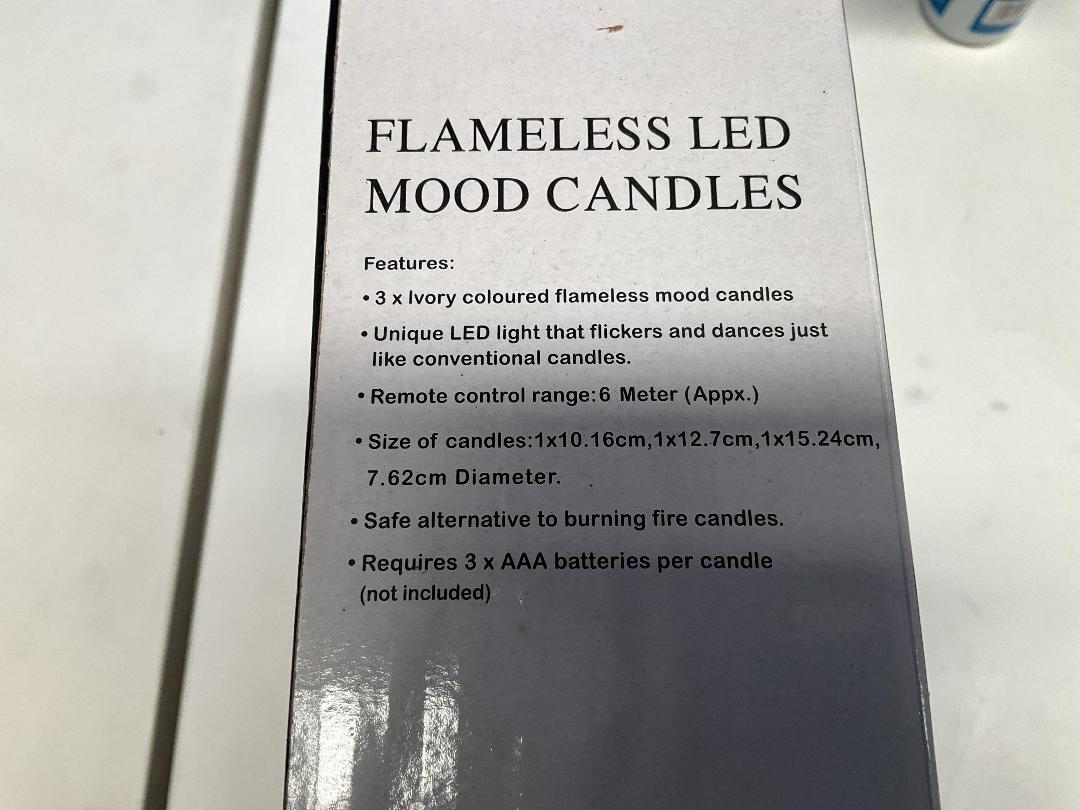 FLAMELESS LED
MOOD CANDLES
Features:
• 3 x Ivory coloured flameless mood candles
• Unique LED light that flickers and dances just
like conventional candles.
• Remote control range:6 Meter (Appx.)
• Size of candles:1x10.16cm,1x12.7cm,1x15.24cm,
7.62cm Diameter.
• Safe alternative to burning fire candles.
• Requires 3 x AAA batteries per candle
(not included)